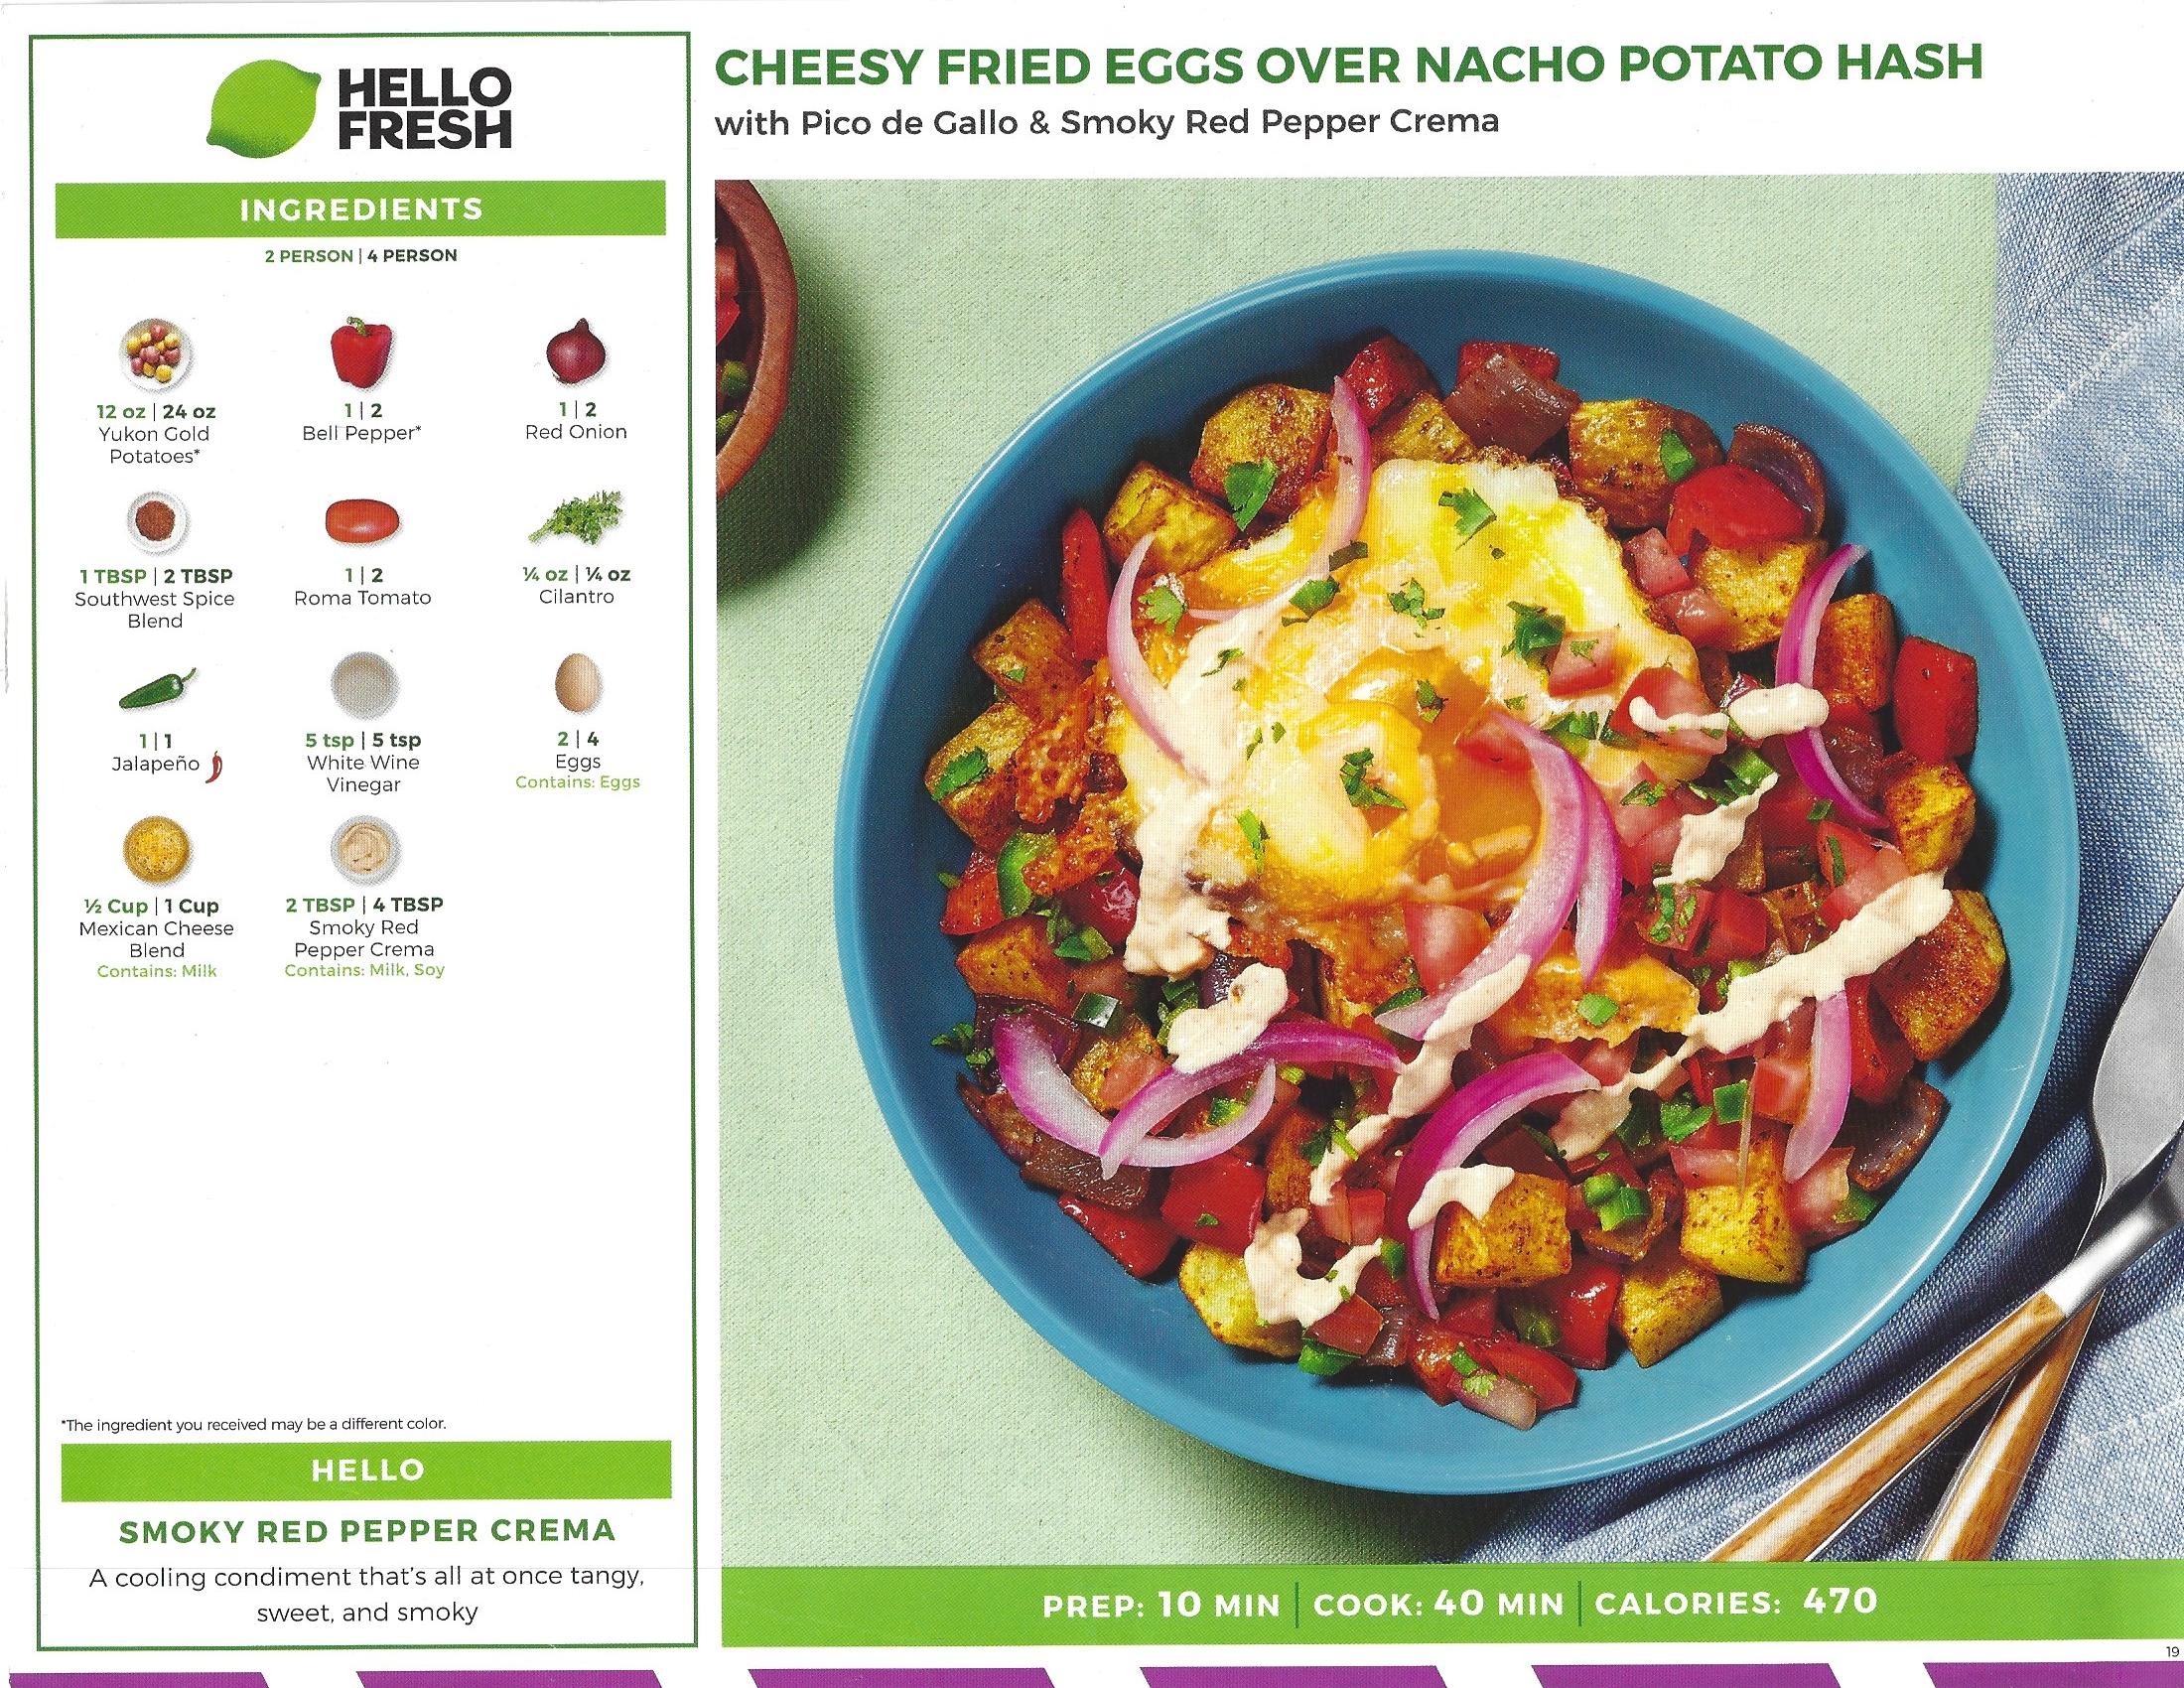 HELLO
FRESH
INGREDIENTS
2 PERSON | 4 PERSON
12 oz | 24 oz
Yukon Gold
Potatoes*
1 | 2
Bell Pepper*
1 | 2
Red Onion
1 TBSP | 2 TBSP
Southwest Spice
Blend
1 | 2
Roma Tomato
¼ oz | ¼ oz
Cilantro
1 | 1
Jalapeño
5 tsp | 5 tsp
White Wine
Vinegar
2 | 4
Eggs
Contains: Eggs
½ Cup | 1 Cup
Mexican Cheese
Blend
Contains: Milk
2 TBSP | 4 TBSP
Smoky Red
Pepper Crema
Contains: Milk, Soy
*The ingredient you received may be a different color.
HELLO
SMOKY RED PEPPER CREMA
A cooling condiment that's all at once tangy,
sweet, and smoky
CHEESY FRIED EGGS OVER NACHO POTATO HASH
with Pico de Gallo & Smoky Red Pepper Crema
PREP: 10 MIN | COOK: 40 MIN | CALORIES: 470
19